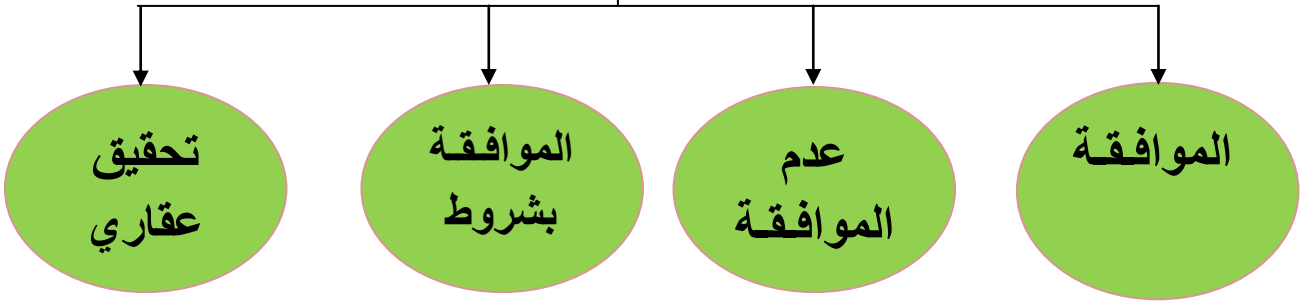 الموافقة
عدم
الموافقة
الموافقة
بشروط
تحقيق
عقاري